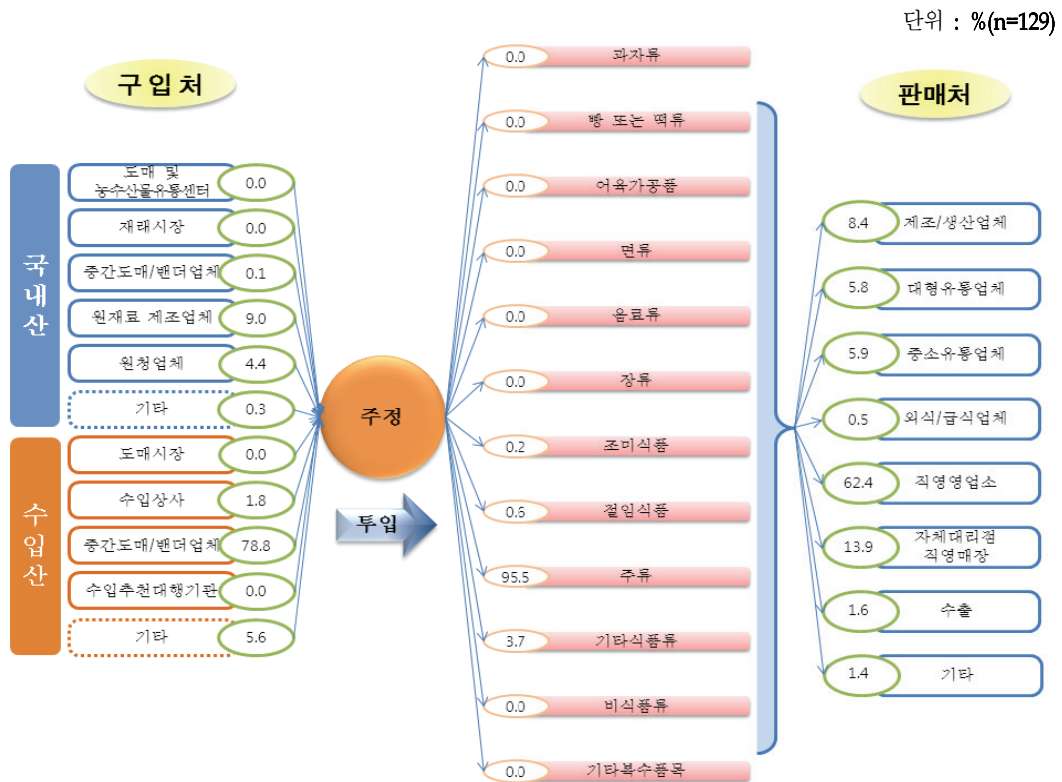 단위 : %(n=129)
구입처
국내산
도매 및
농수산물유통센터
0.0
재래시장
0.0
중간도매/밴더업체
0.1
원재료 제조업체
9.0
원청업체
4.4
기타
0.3
수입산
도매시장
0.0
수입상사
1.8
중간도매/밴더업체
78.8
수입추천대행기관
0.0
기타
5.6
주정
투입
0.0
과자류
0.0
빵 또는 떡류
0.0
어육가공품
0.0
면류
0.0
음료류
0.0
장류
0.2
조미식품
0.6
절임식품
95.5
주류
3.7
기타식품류
0.0
비식품류
0.0
기타복수품목
판매처
8.4
제조/생산업체
5.8
대형유통업체
5.9
중소유통업체
0.5
외식/급식업체
62.4
직영영업소
13.9
자체대리점
직영매장
1.6
수출
1.4
기타